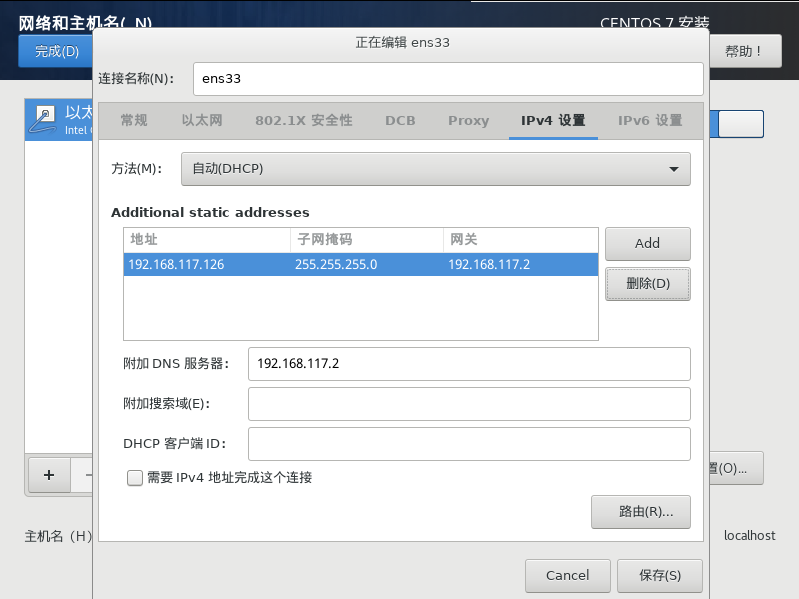 网络和主机名(_N)
CENTOS 7 安装
完成(D)
正在编辑 ens33
帮助！
连接名称(N)：
ens33
以太
Intel
常规
以太网
802.1X 安全性
DCB
Proxy
IPv4 设置
IPv6 设置
方法(M)：
自动(DHCP)
Additional static addresses
地址
子网掩码
网关
192.168.117.126
255.255.255.0
192.168.117.2
Add
删除(D)
附加 DNS 服务器：
192.168.117.2
附加搜索域(E)：
DHCP 客户端 ID：
需要 IPv4 地址完成这个连接
+
−
置(O)...
路由(R)...
主机名（H）
localhost
Cancel
保存(S)